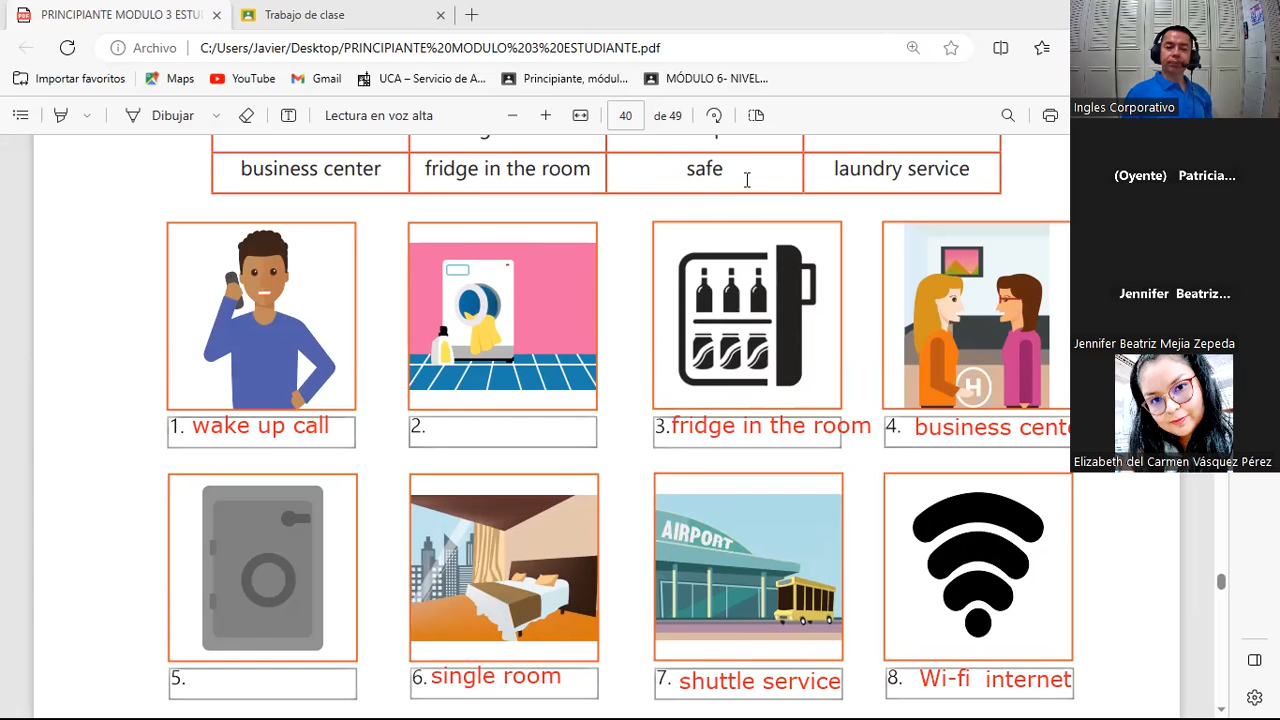 PRINCIPIANTE MODULO 3 ESTU
Trabajo de clase
Archivo
C:/Users/Javier/Desktop/PRINCIPIANTE%20MODULO%203%20ESTUDIANTE.pdf
Importar favoritos
Maps
YouTube
Gmail
UCA – Servicio de A...
Principiante, módul...
MÓDULO 6- NIVEL...
Dibujar
Lectura en voz alta
40
de 49
business center
fridge in the room
safe
laundry service
1. wake up call
2.
3.fridge in the room
4. business cent
AIRPORT
H
5.
6. single room
7. shuttle service
8. Wi-fi internet
Ingles Corporativo
(Oyente) Patricia...
Jennifer Beatriz...
Jennifer Beatriz Mejia Zepeda
Elizabeth del Carmen Vásquez Pérez